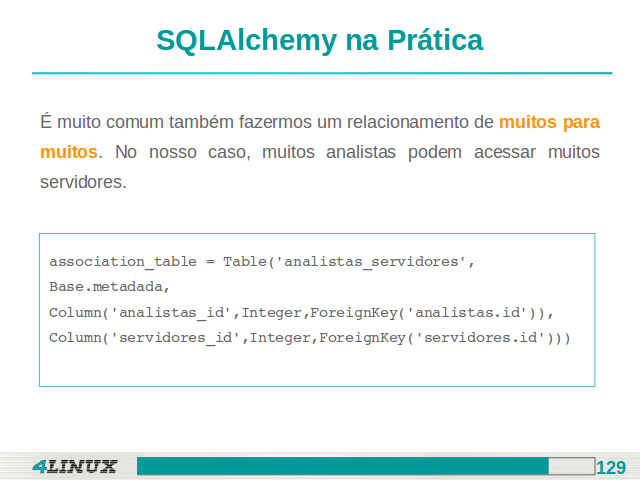 SQLAlchemy na Prática
É muito comum também fazermos um relacionamento de muitos para
muitos. No nosso caso, muitos analistas podem acessar muitos
servidores.
association_table = Table('analistas_servidores',
Base.metadada,
Column('analistas_id',Integer,ForeignKey('analistas.id')),
Column('servidores_id',Integer,ForeignKey('servidores.id')))
4LINUX
129